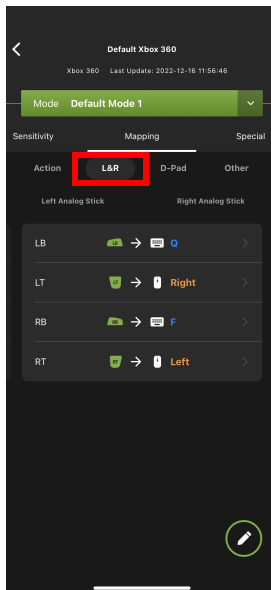 Default Xbox 360
Xbox 360 Last Update: 2022-12-16 11:56:46
Mode Default Mode 1
Sensitivity Mapping Special
Action L&R D-Pad Other
Left Analog Stick Right Analog Stick
LB LB Q
LT LT Right
RB RB F
RT RT Left